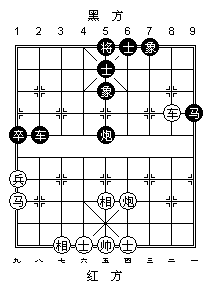 黑 方
1 2 3 4 5 6 7 8 9
将 士 象
士
象
车 马
卒 车 炮
兵
马 相 炮
相 士 帅 士
九 八 七 六 五 四 三 二 一
红 方